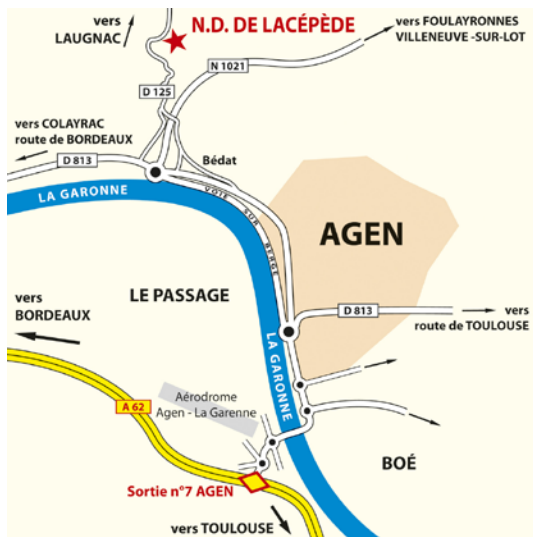 vers
LAUGNAC
N.D. DE LACÉPÈDE
vers FOULAYRONNES
VILLENEUVE -SUR-LOT
N 1021
D 125
vers COLAYRAC
route de BORDEAUX
D 813
Bédat
LA GARONNE
VOIE SUR BERGE
AGEN
LE PASSAGE
vers
BORDEAUX
D 813
vers
route de TOULOUSE
LA GARONNE
A 62
Aérodrome
Agen - La Garenne
BOÉ
Sortie n°7 AGEN
vers TOULOUSE